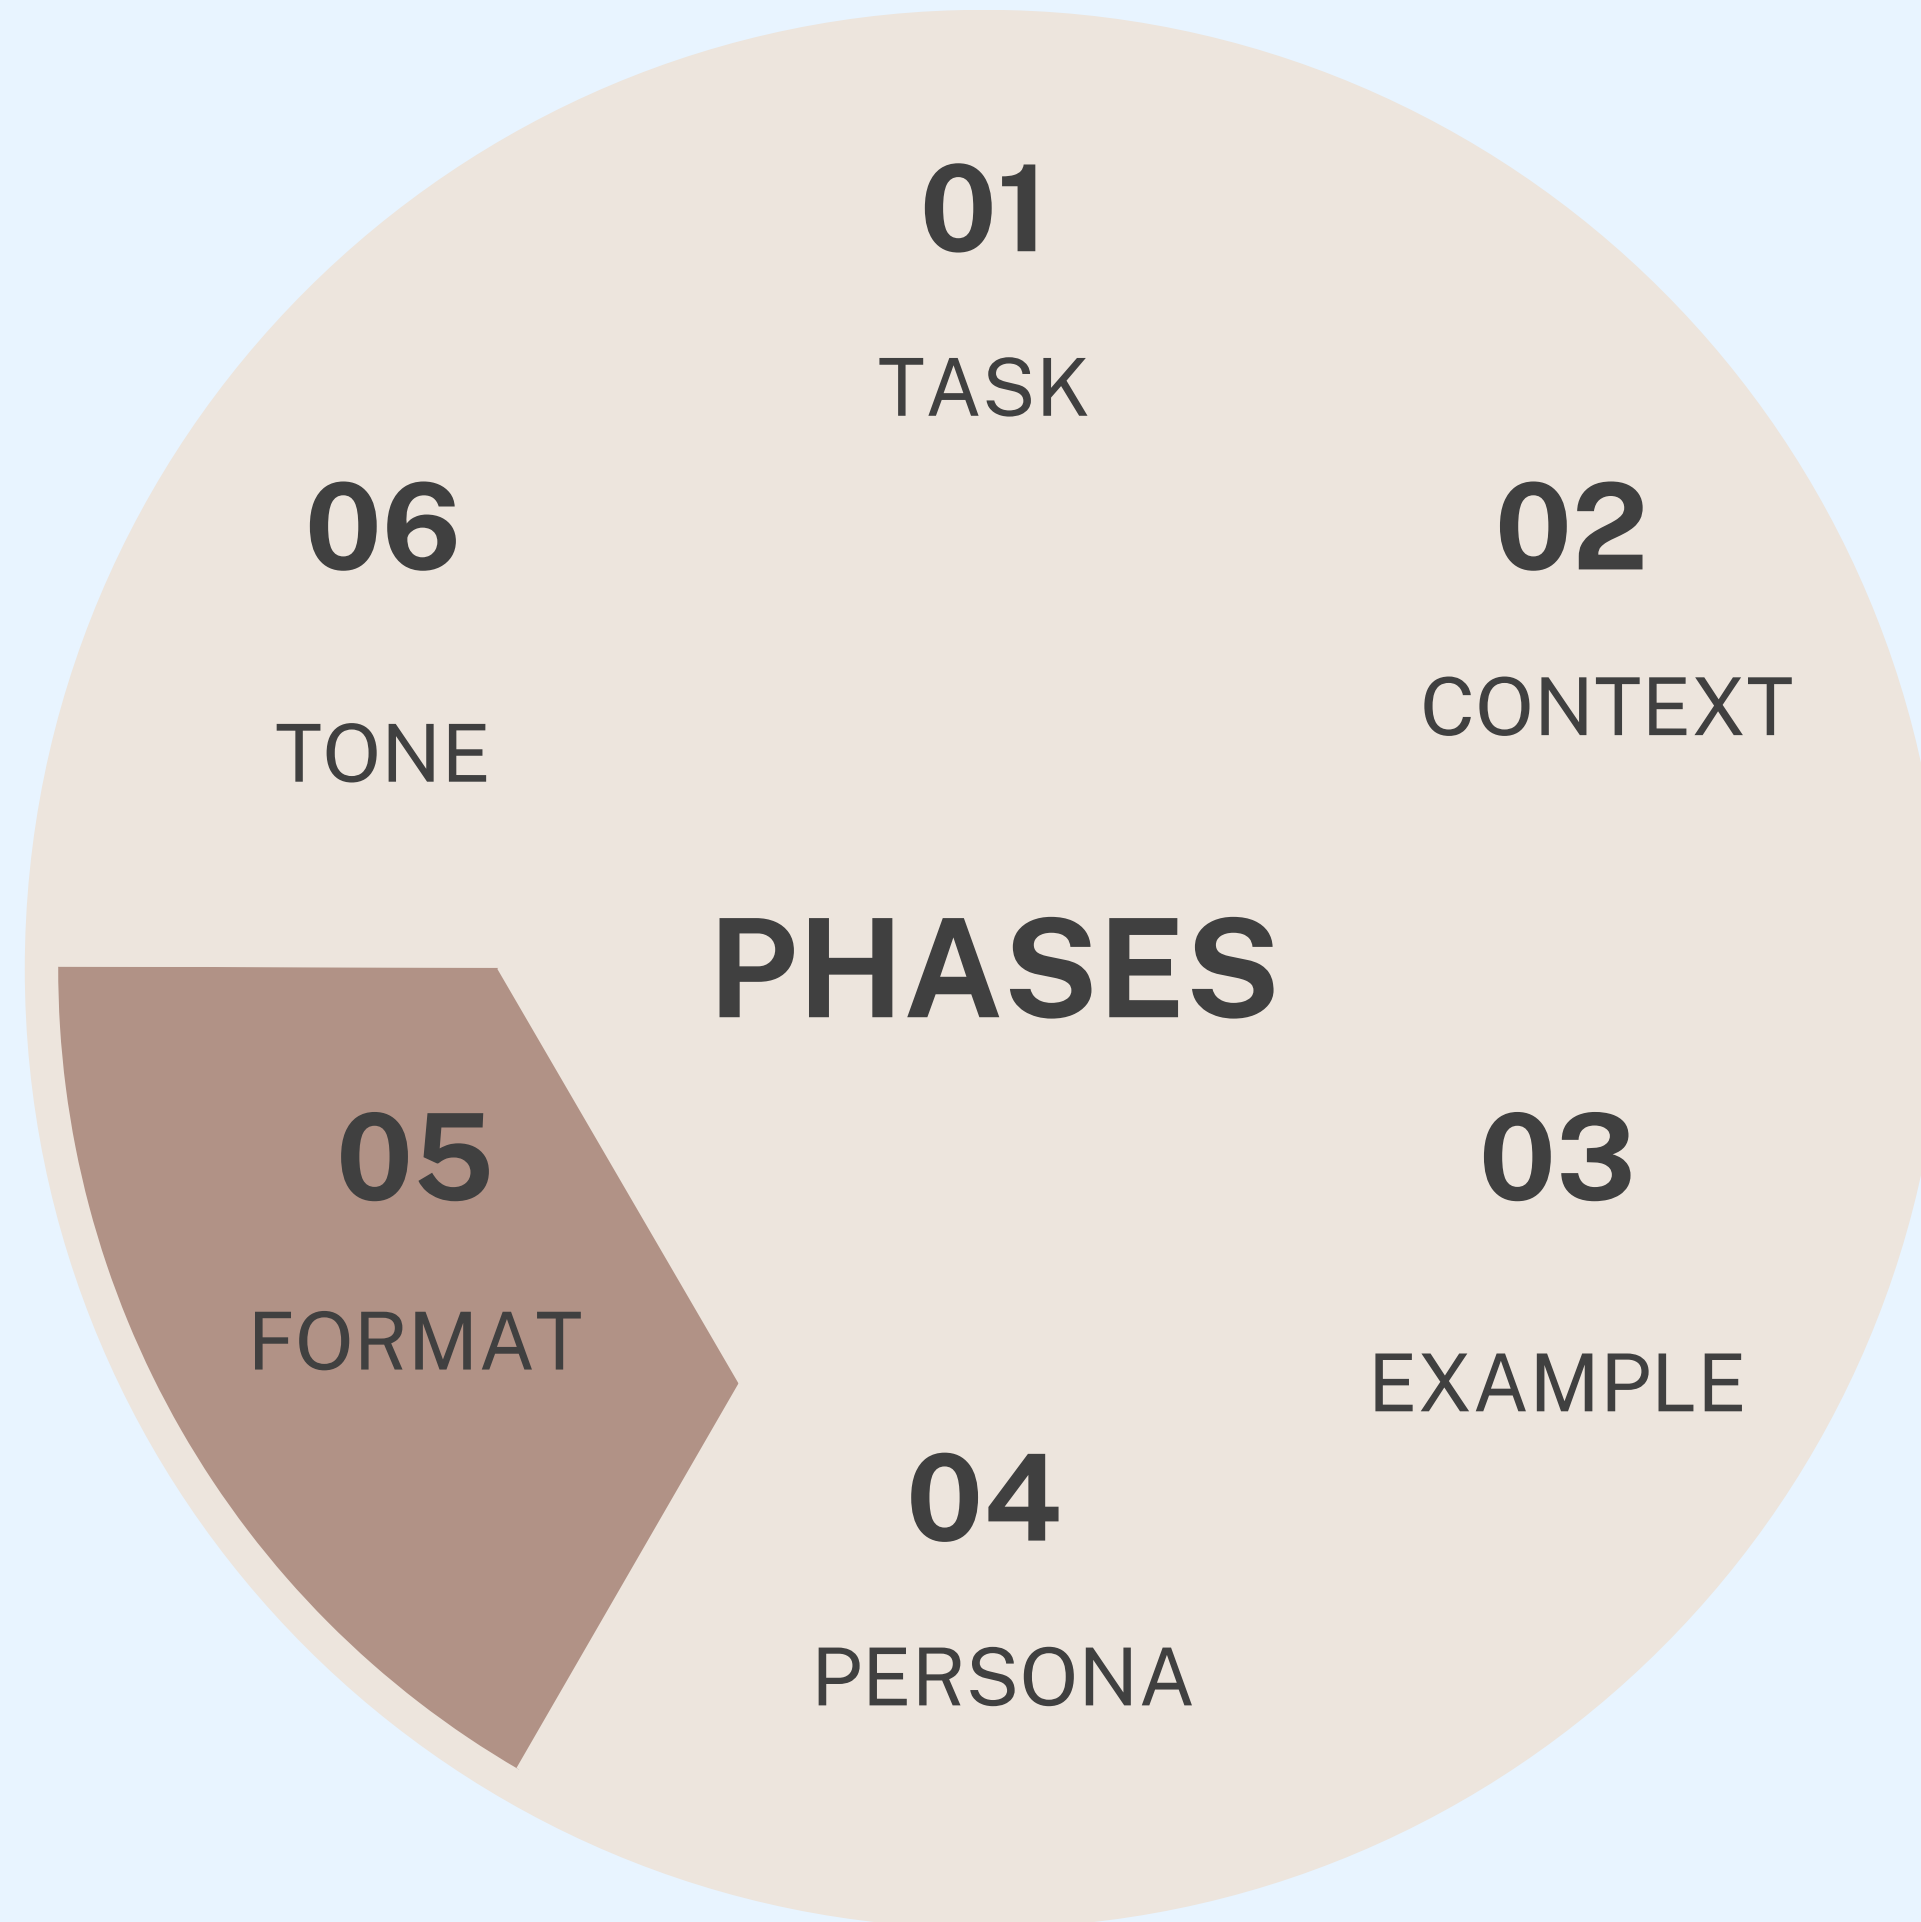 01
TASK
02
CONTEXT
03
EXAMPLE
04
PERSONA
05
FORMAT
06
TONE
PHASES